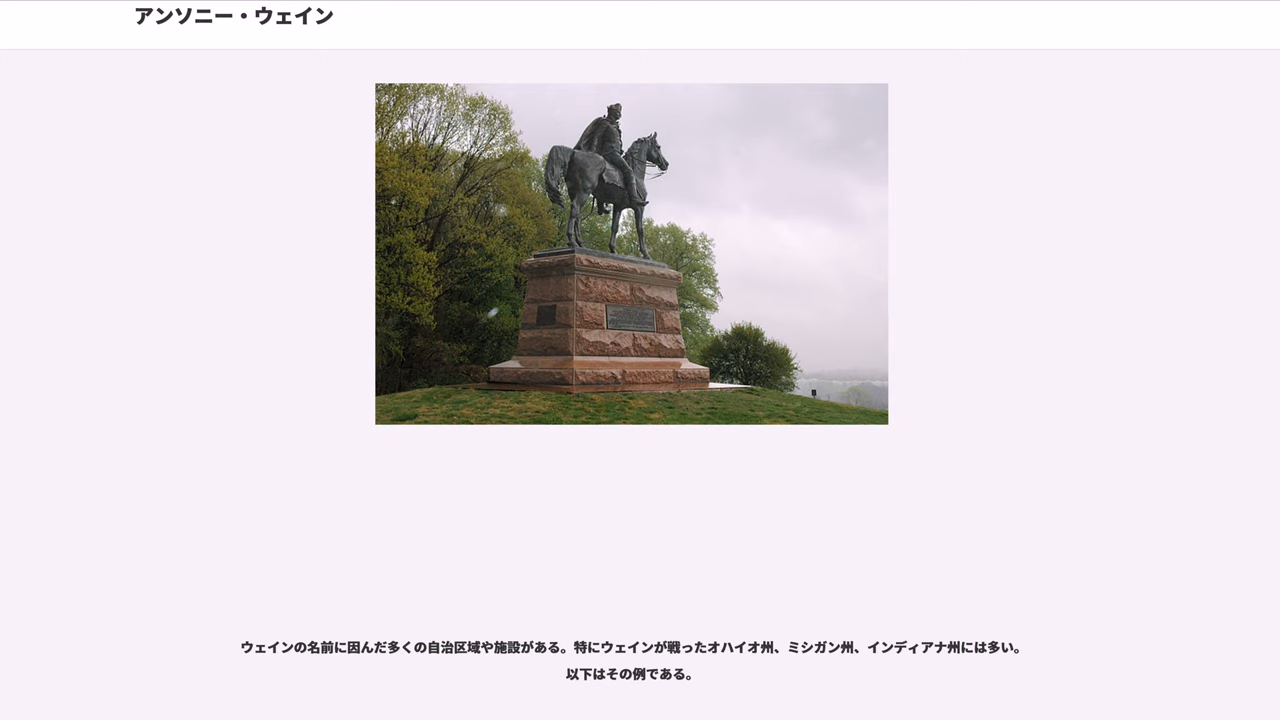 アンソニー・ウェイン
ウェインの名前に因んだ多くの自治区域や施設がある。特にウェインが戦ったオハイオ州、ミシガン州、インディアナ州には多い。
以下はその例である。